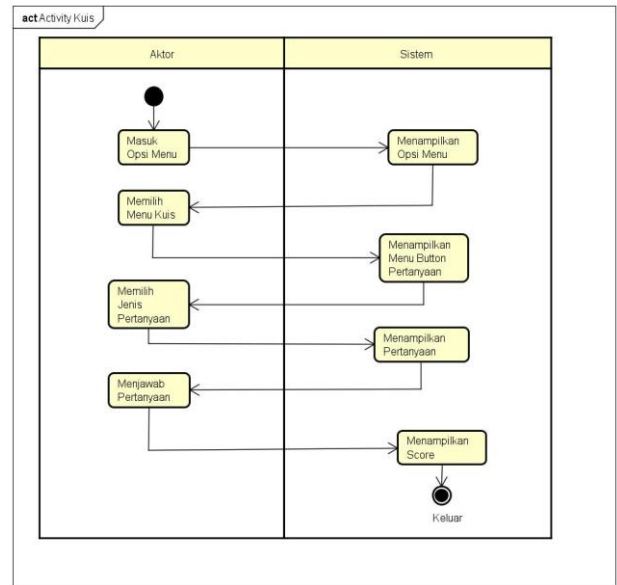 act Activity Kuis
Aktor
Sistem
Masuk
Opsi Menu
Menampilkan
Opsi Menu
Memilih
Menu Kuis
Menampilkan
Menu Button
Pertanyaan
Memilih
Jenis
Pertanyaan
Menampilkan
Pertanyaan
Menjawab
Pertanyaan
Menampilkan
Score
Keluar